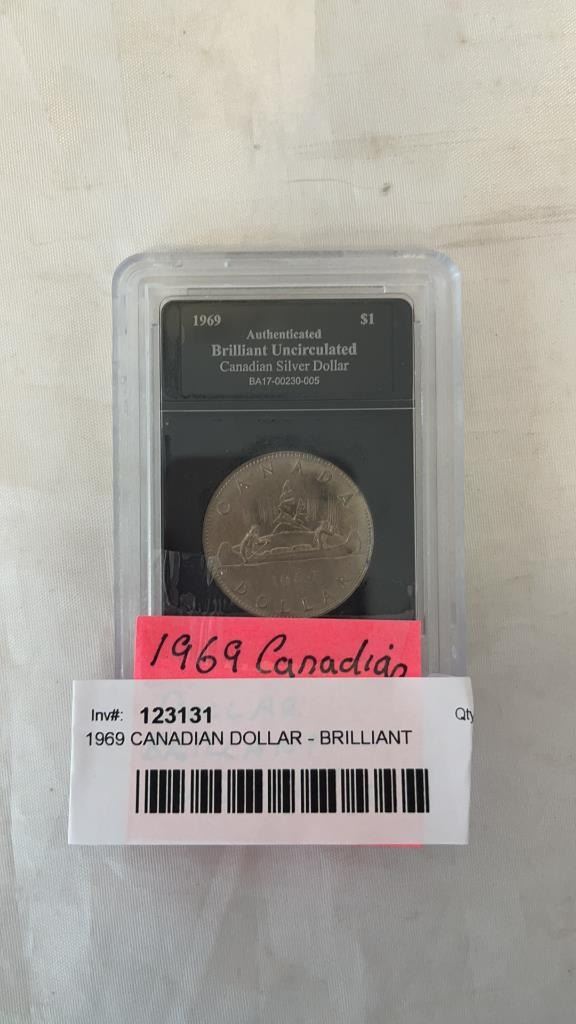 1969 $1
Authenticated
Brilliant Uncirculated
Canadian Silver Dollar
BA17-00230-005
CANADA
DOLLAR
1969 Canadian
Inv#: 123131 Qty
1969 CANADIAN DOLLAR - BRILLIANT